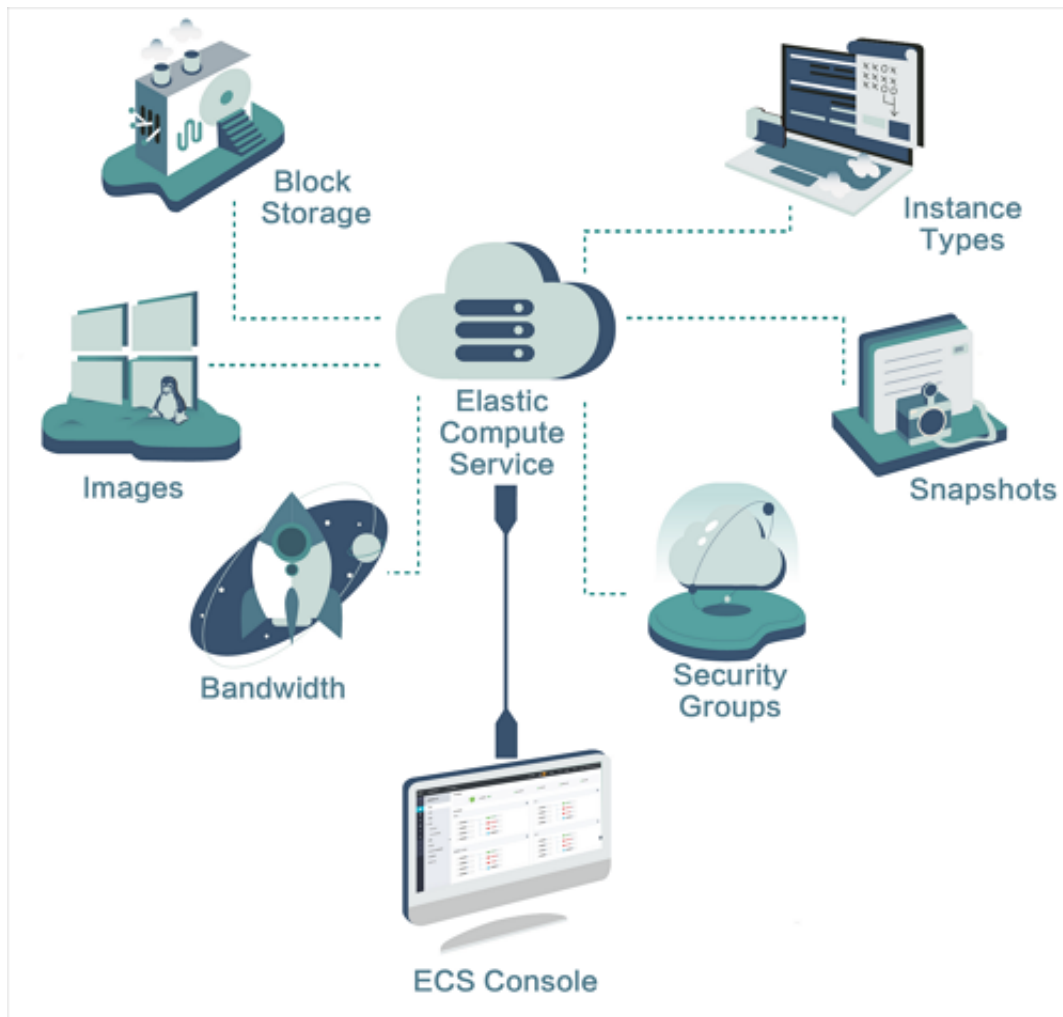 Block
Storage
Instance
Types
Elastic
Compute
Service
Images
Snapshots
Bandwidth
Security
Groups
ECS Console